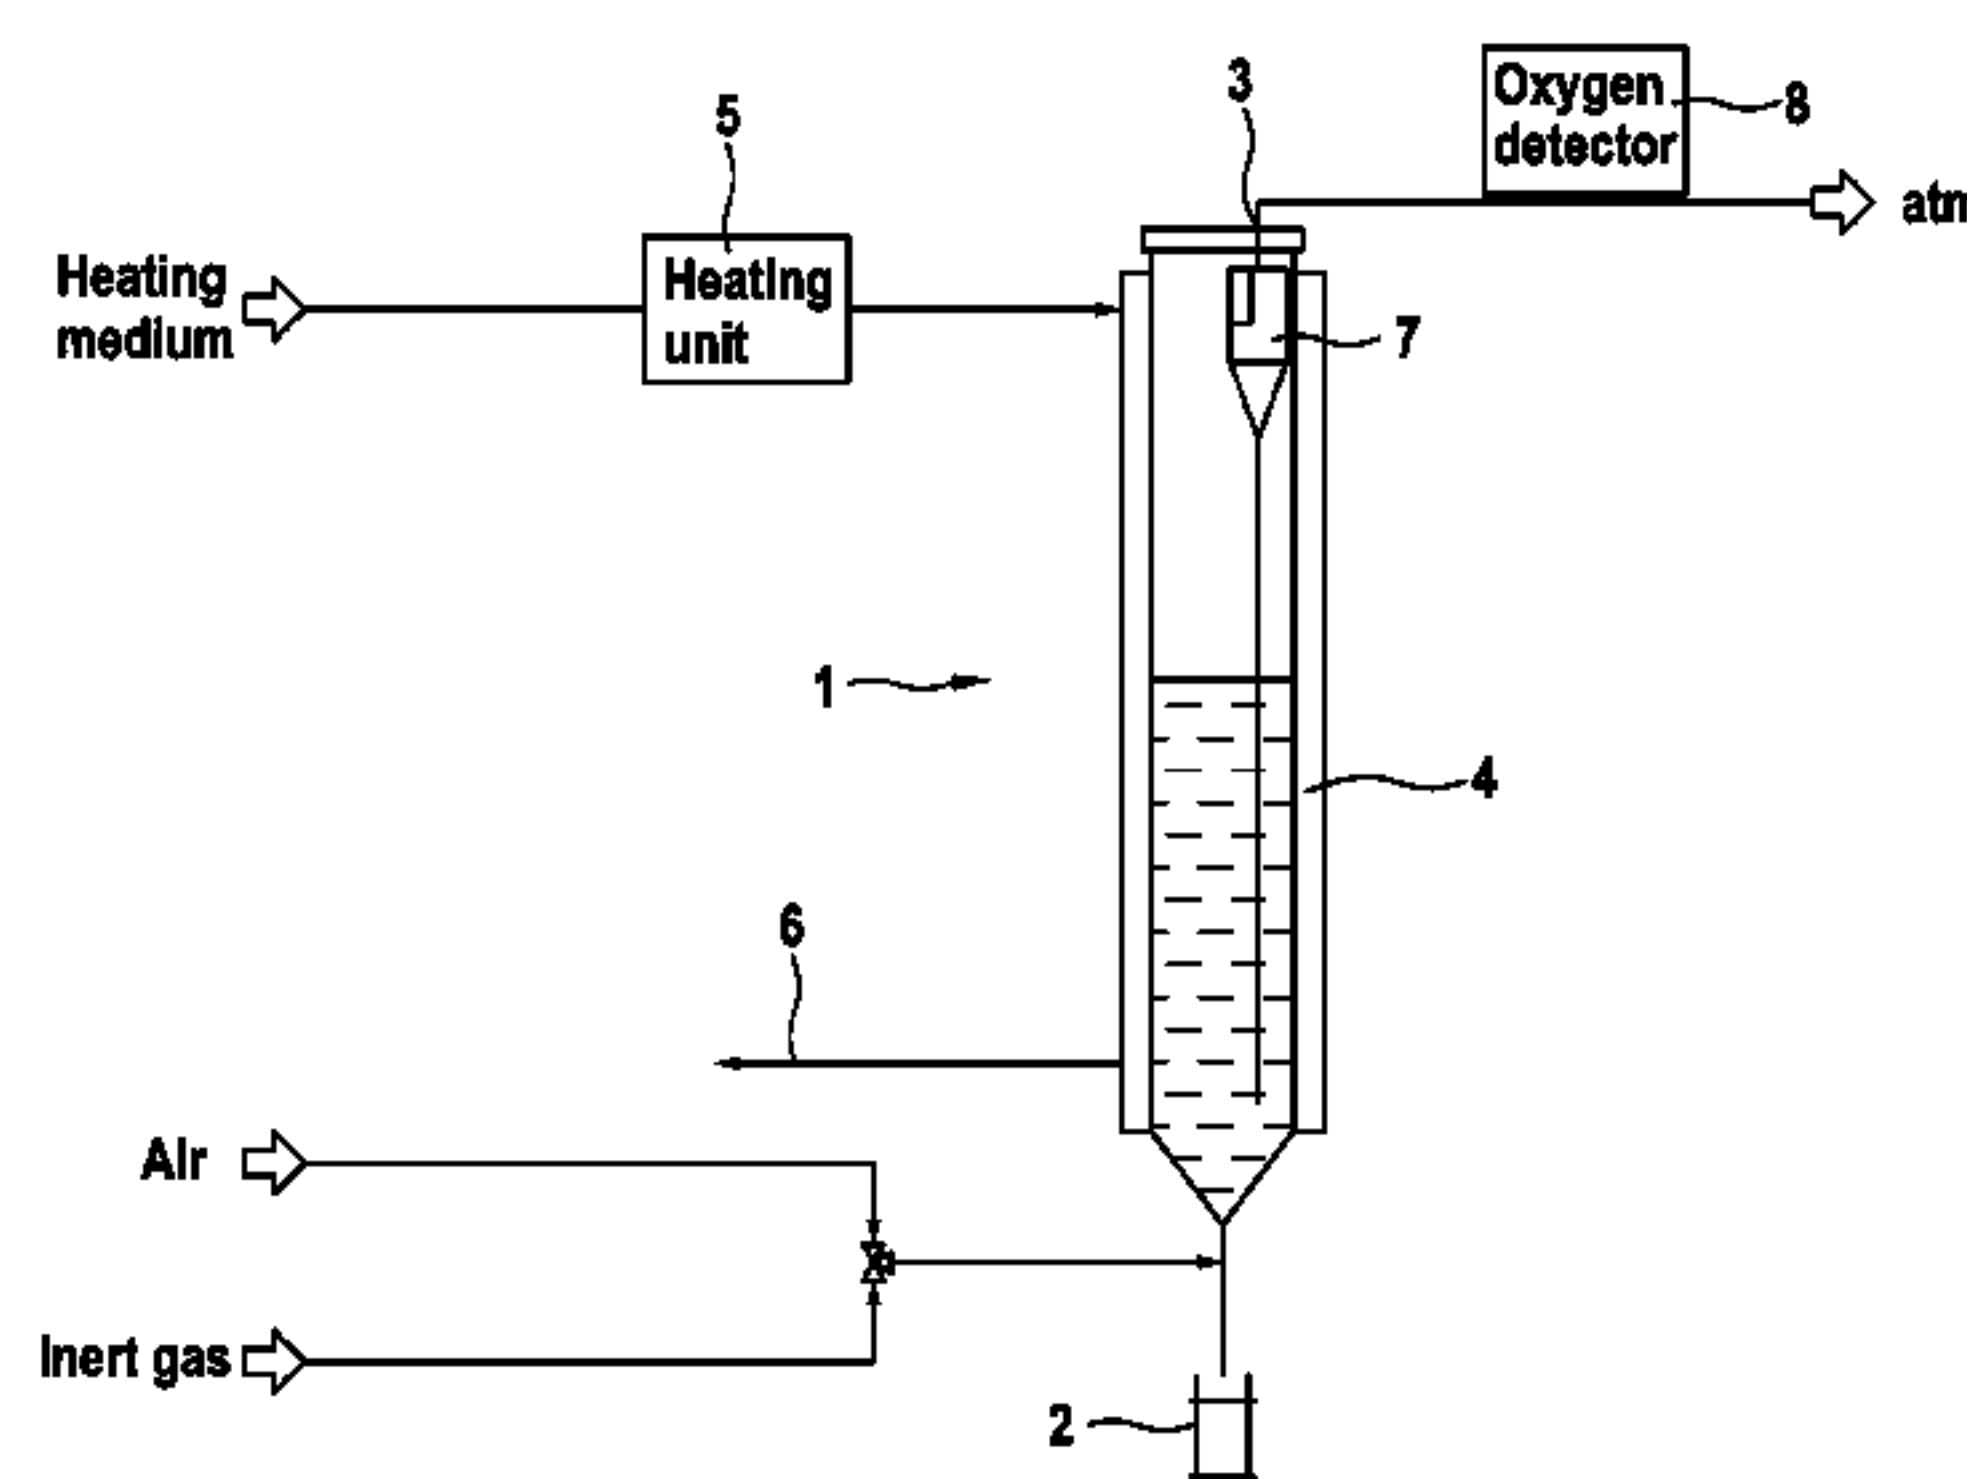 3
Oxygen
detector
8
5
atm
Heating
medium
Heating
unit
7
1
4
6
Air
Inert gas
2